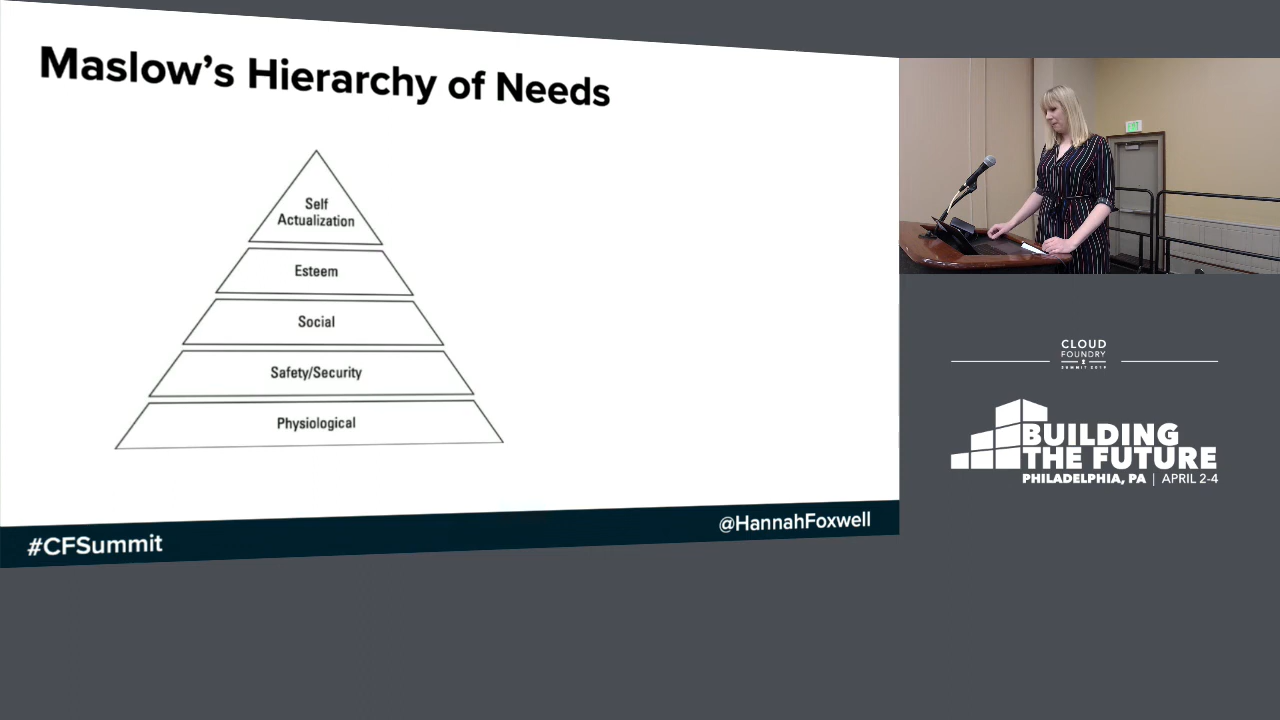 Maslow's Hierarchy of Needs
Self
Actualization
Esteem
Social
Safety/Security
Physiological
#CFSummit
@HannahFoxwell
CLOUD
FOUNDRY
SUMMIT 2019
BUILDING
THE FUTURE
PHILADELPHIA, PA | APRIL 2-4